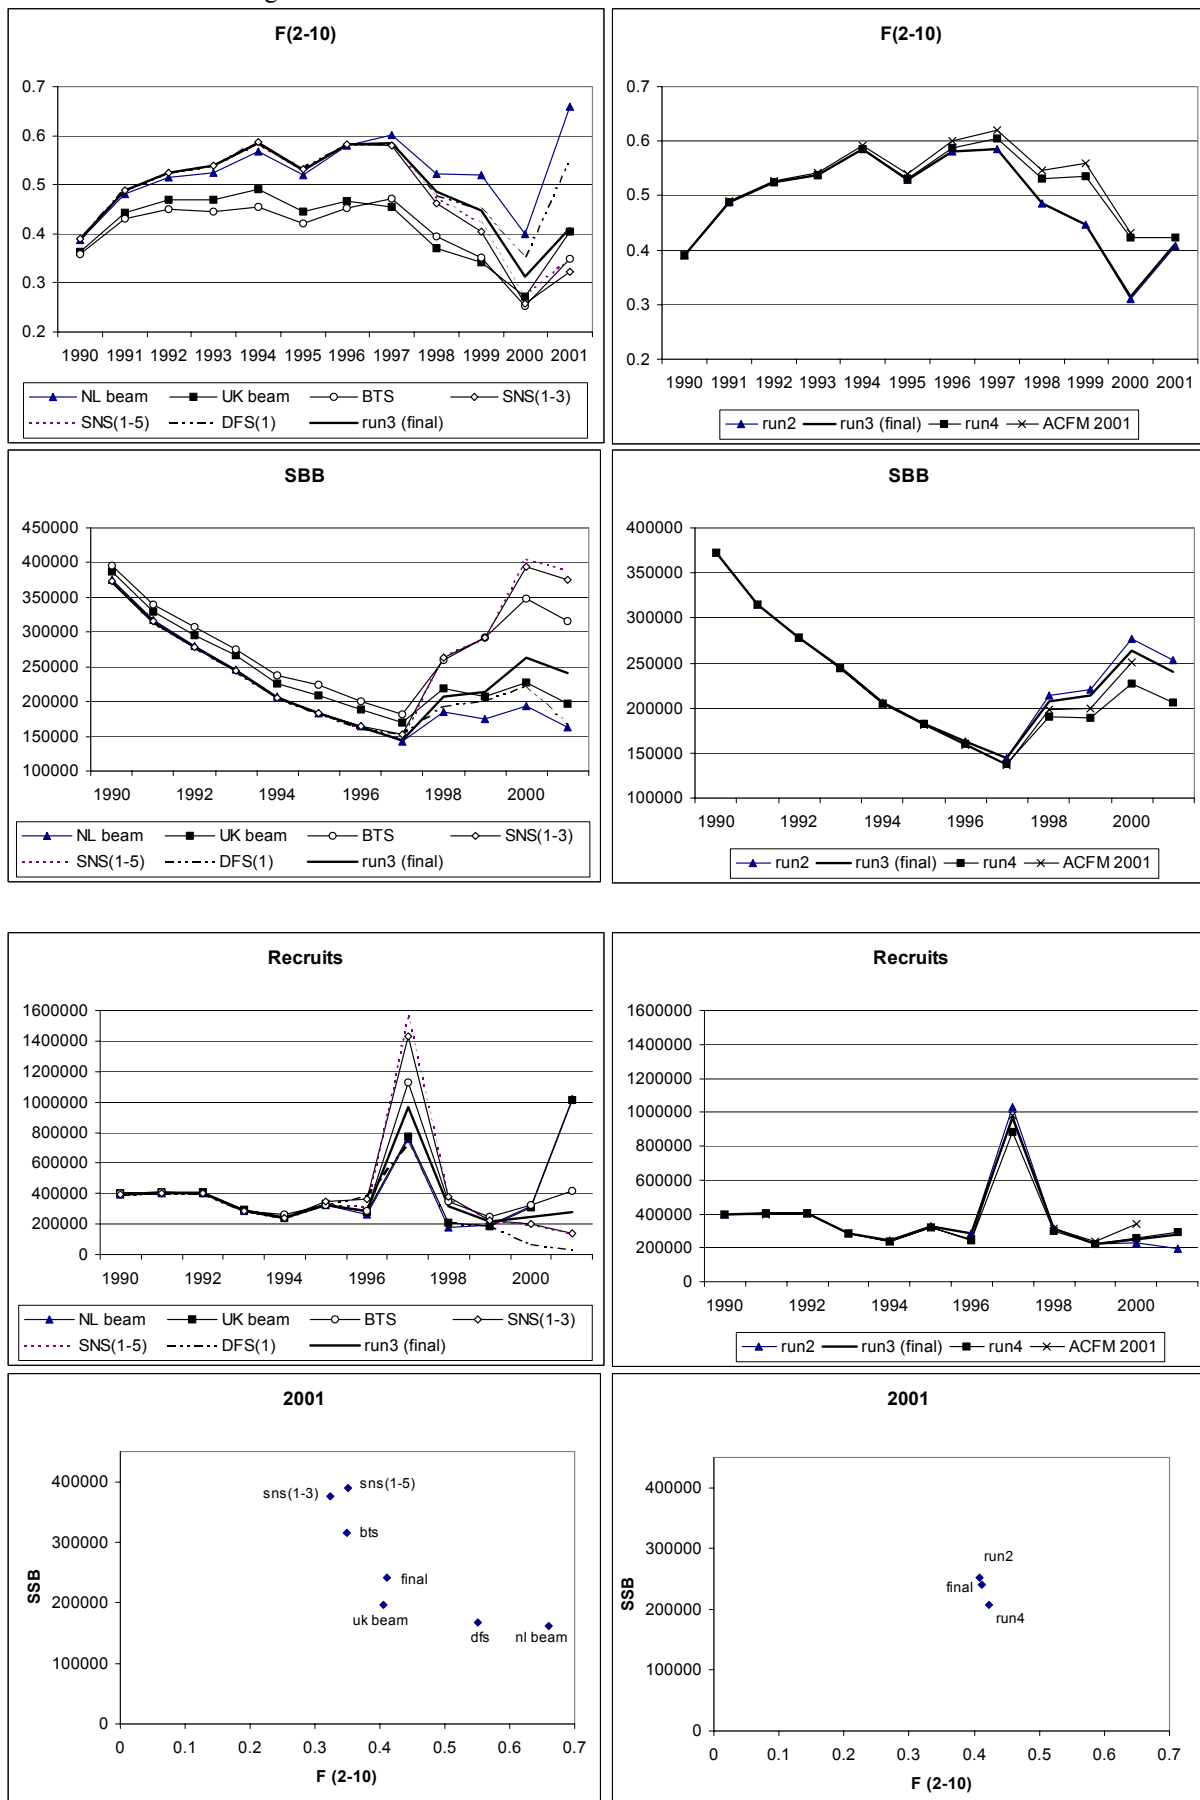 F(2-10)
0.7
0.6
0.5
0.4
0.3
0.2
1990 1991 1992 1993 1994 1995 1996 1997 1998 1999 2000 2001
NL beam UK beam BTS SNS(1-3)
SNS(1-5) DFS(1) run3 (final)
F(2-10)
0.7
0.6
0.5
0.4
0.3
0.2
1990 1991 1992 1993 1994 1995 1996 1997 1998 1999 2000 2001
run2 run3 (final) run4 ACFM 2001
SBB
450000
400000
350000
300000
250000
200000
150000
100000
1990 1992 1994 1996 1998 2000
NL beam UK beam BTS SNS(1-3)
SNS(1-5) DFS(1) run3 (final)
SBB
400000
350000
300000
250000
200000
150000
100000
1990 1992 1994 1996 1998 2000
run2 run3 (final) run4 ACFM 2001
Recruits
1600000
1400000
1200000
1000000
800000
600000
400000
200000
0
1990 1992 1994 1996 1998 2000
NL beam UK beam BTS SNS(1-3)
SNS(1-5) DFS(1) run3 (final)
Recruits
1600000
1400000
1200000
1000000
800000
600000
400000
200000
0
1990 1992 1994 1996 1998 2000
run2 run3 (final) run4 ACFM 2001
2001
SSB
400000
300000
200000
100000
0
sns(1-5)
sns(1-3)
bts
final
uk beam
dfs nl beam
0 0.1 0.2 0.3 0.4 0.5 0.6 0.7
F (2-10)
2001
SSB
400000
300000
200000
100000
0
run2
final
run4
0 0.1 0.2 0.3 0.4 0.5 0.6 0.7
F (2-10)